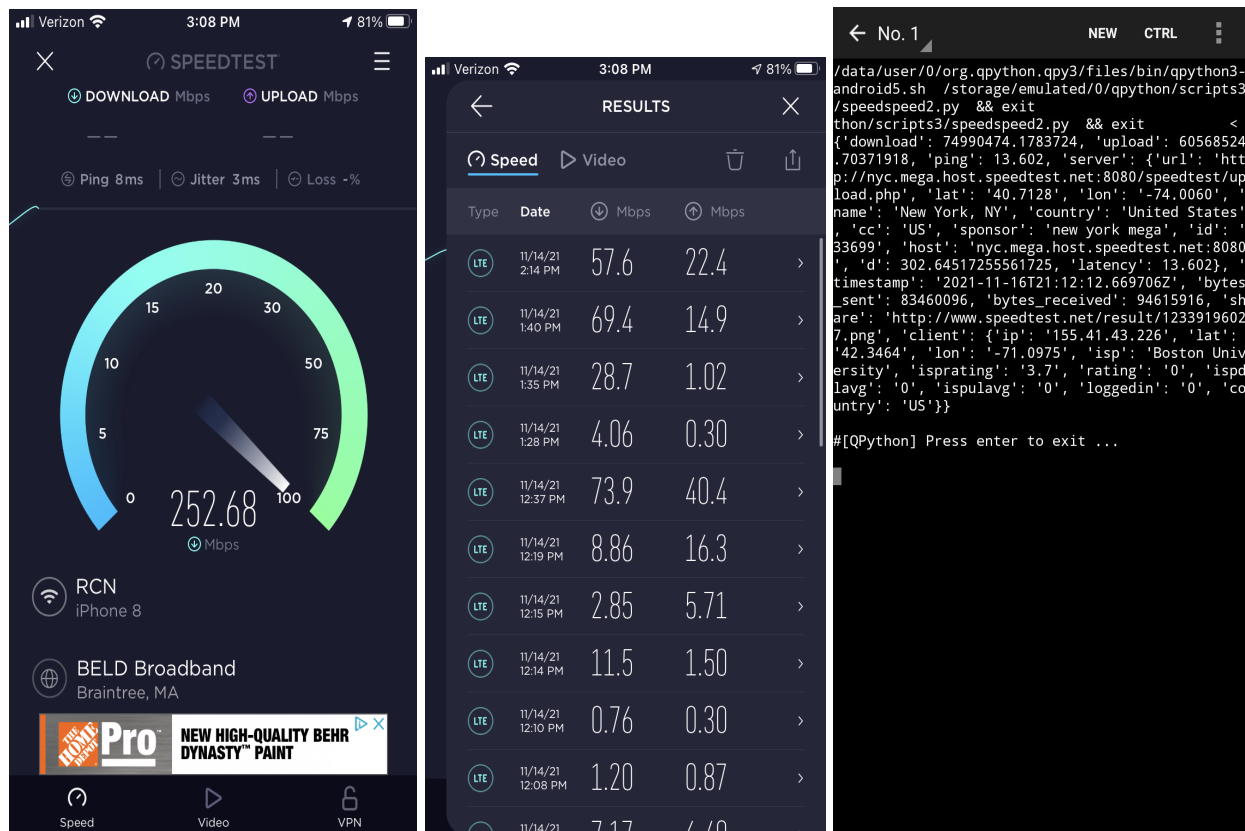 Verizon 3:08 PM 81%
SPEEDTEST
DOWNLOAD Mbps UPLOAD Mbps
— — — —
Ping 8ms Jitter 3ms Loss -%
20
15 30
10 50
5 75
0 100
252.68
Mbps
RCN
iPhone 8
BELD Broadband
Braintree, MA
THE HOME DEPOT Pro™ NEW HIGH-QUALITY BEHR
DYNASTY™ PAINT
Speed Video VPN
Verizon 3:08 PM 81%
RESULTS
Speed Video
Type Date Mbps Mbps
LTE 11/14/21 2:14 PM 57.6 22.4
LTE 11/14/21 1:40 PM 69.4 14.9
LTE 11/14/21 1:35 PM 28.7 1.02
LTE 11/14/21 1:28 PM 4.06 0.30
LTE 11/14/21 12:37 PM 73.9 40.4
LTE 11/14/21 12:19 PM 8.86 16.3
LTE 11/14/21 12:15 PM 2.85 5.71
LTE 11/14/21 12:14 PM 11.5 1.50
LTE 11/14/21 12:10 PM 0.76 0.30
LTE 11/14/21 12:08 PM 1.20 0.87
11/14/21
No. 1 NEW CTRL
/data/user/0/org.qpython.qpy3/files/bin/qpython3-
android5.sh /storage/emulated/0/qpython/scripts3
/speedspeed2.py && exit
thon/scripts3/speedspeed2.py && exit <
{'download': 74990474.1783724, 'upload': 60568524
.70371918, 'ping': 13.602, 'server': {'url': 'htt
p://nyc.mega.host.speedtest.net:8080/speedtest/up
load.php', 'lat': '40.7128', 'lon': '-74.0060', '
name': 'New York, NY', 'country': 'United States'
, 'cc': 'US', 'sponsor': 'new york mega', 'id': '
33699', 'host': 'nyc.mega.host.speedtest.net:8080
', 'd': 302.64517255561725, 'latency': 13.602}, '
timestamp': '2021-11-16T21:12:12.669706Z', 'bytes
_sent': 83460096, 'bytes_received': 94615916, 'sh
are': 'http://www.speedtest.net/result/1233919602
7.png', 'client': {'ip': '155.41.43.226', 'lat':
'42.3464', 'lon': '-71.0975', 'isp': 'Boston Univ
ersity', 'isprating': '3.7', 'rating': '0', 'ispd
lavg': '0', 'ispulavg': '0', 'loggedin': '0', 'co
untry': 'US'}}
#[QPython] Press enter to exit ...